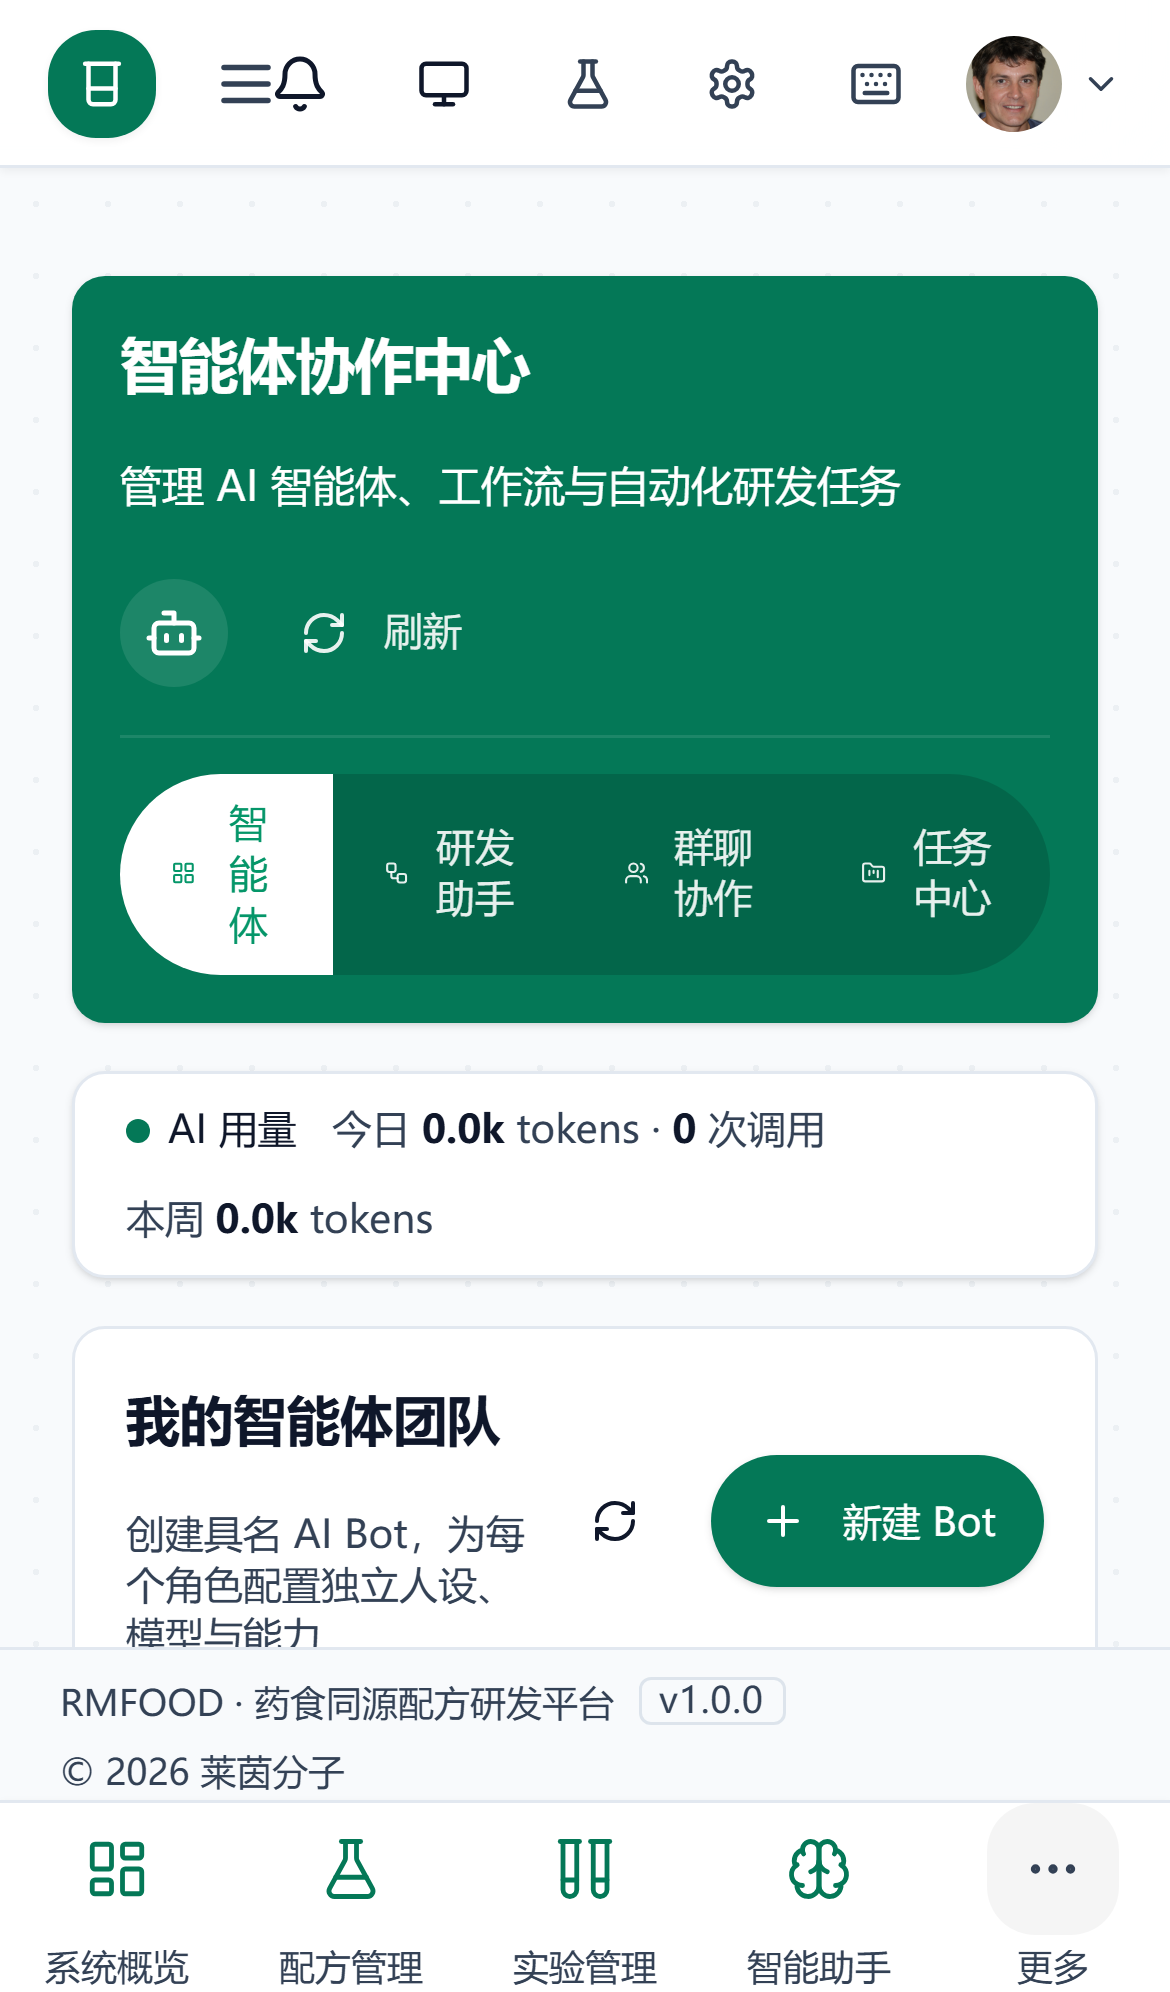 智能体协作中心
管理 AI 智能体、工作流与自动化研发任务
刷新
智
能
体
研发
助手
群聊
协作
任务
中心
AI 用量 今日 0.0k tokens · 0 次调用
本周 0.0k tokens
我的智能体团队
创建具名 AI Bot，为每
个角色配置独立人设、
模型与能力
新建 Bot
RMFOOD · 药食同源配方研发平台 v1.0.0
© 2026 莱茵分子
系统概览
配方管理
实验管理
智能助手
更多